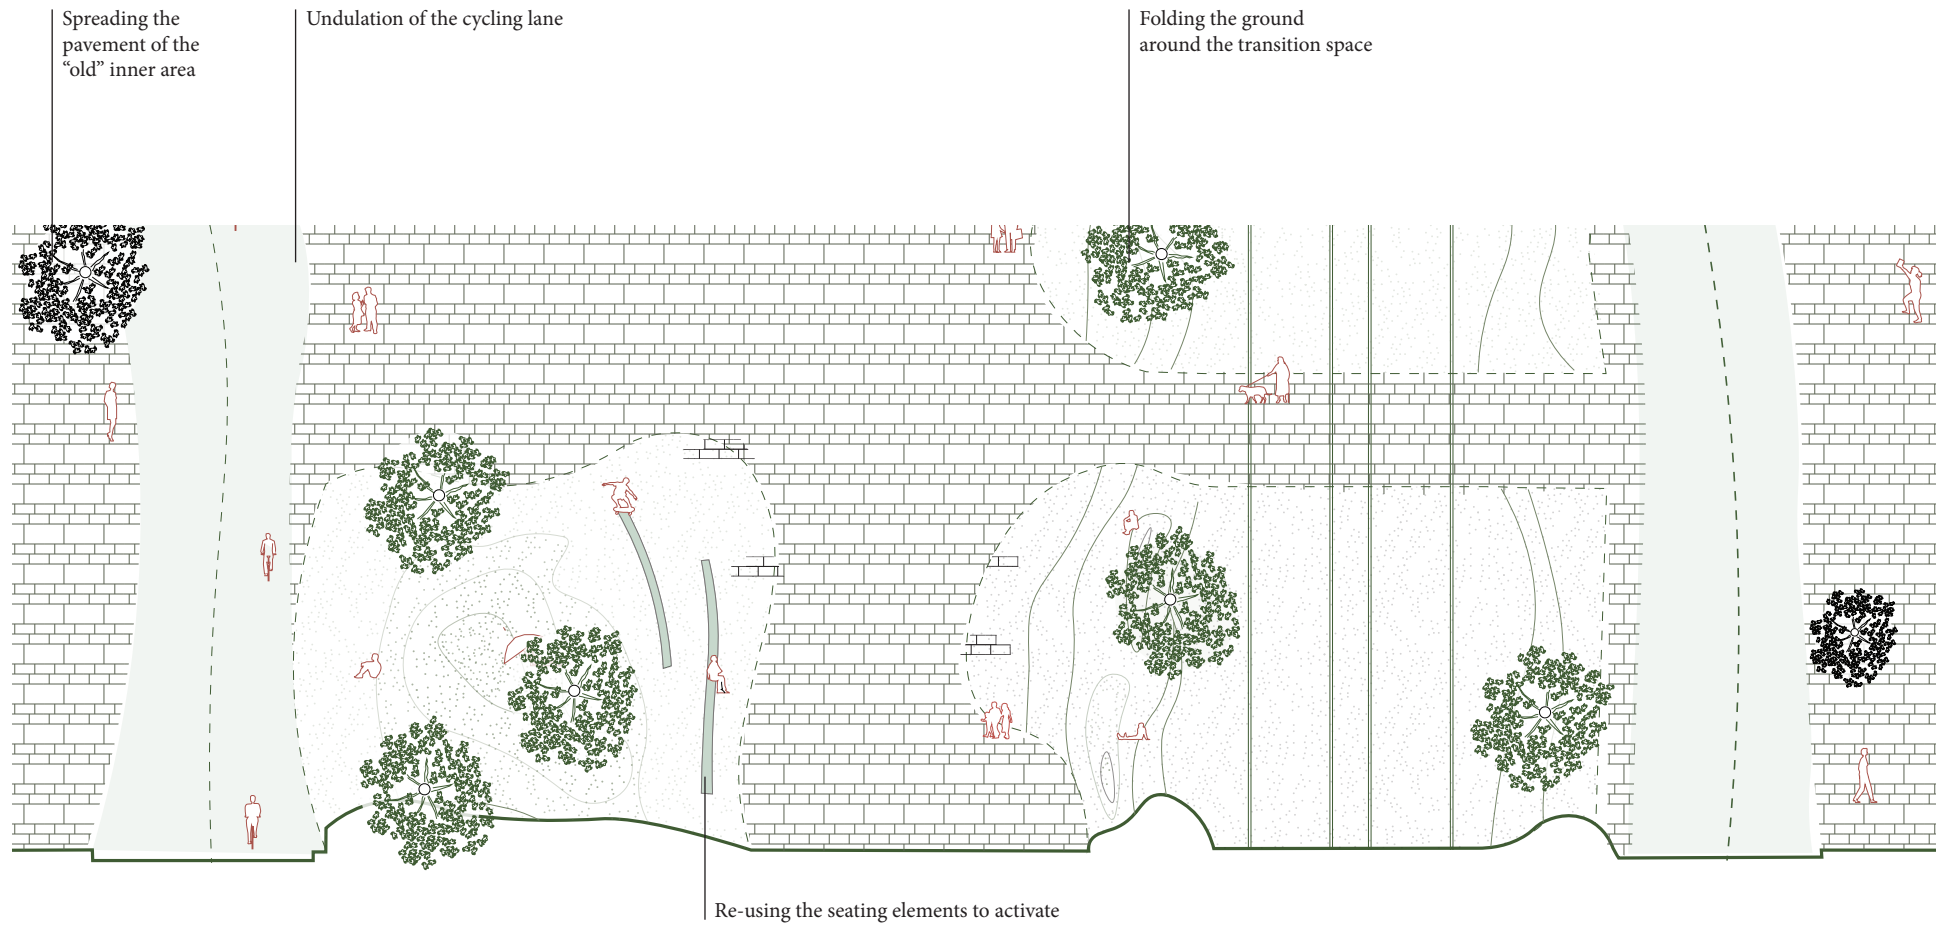 Spreading the
pavement of the
“old” inner area
Undulation of the cycling lane
Folding the ground
around the transition space
Re-using the seating elements to activate